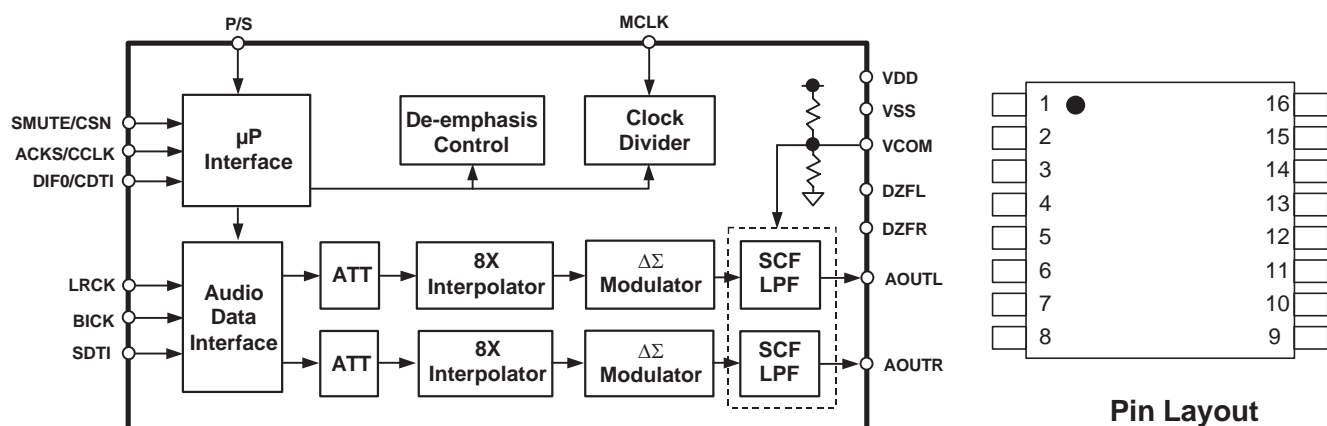 P/S
MCLK
SMUTE/CSN
ACKS/CCLK
DIF0/CDTI
LRCK
BICK
SDTI
µP
Interface
De-emphasis
Control
Clock
Divider
Audio
Data
Interface
ATT
8X
Interpolator
ΔΣ
Modulator
SCF
LPF
ATT
8X
Interpolator
ΔΣ
Modulator
SCF
LPF
VDD
VSS
VCOM
DZFL
DZFR
AOUTL
AOUTR
1 16
2 15
3 14
4 13
5 12
6 11
7 10
8 9
Pin Layout